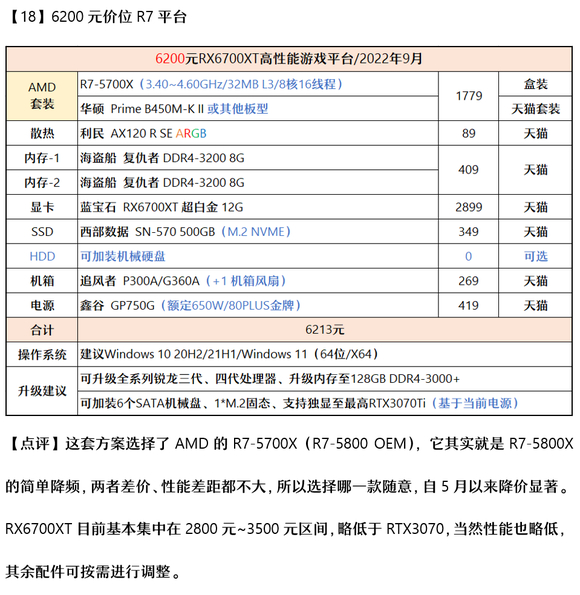 【18】6200 元价位 R7 平台
6200元RX6700XT高性能游戏平台/2022年9月
AMD 套装 R7-5700X（3.40~4.60GHz/32MB L3/8核16线程） 1779 盒装
华硕 Prime B450M-K II 或其他板型 天猫套装
散热 利民 AX120 R SE ARGB 89 天猫
内存-1 海盗船 复仇者 DDR4-3200 8G 409 天猫
内存-2 海盗船 复仇者 DDR4-3200 8G
显卡 蓝宝石 RX6700XT 超白金 12G 2899 天猫
SSD 西部数据 SN-570 500GB（M.2 NVME） 349 天猫
HDD 可加装机械硬盘 0 可选
机箱 追风者 P300A/G360A（+1 机箱风扇） 269 天猫
电源 鑫谷 GP750G（额定650W/80PLUS金牌） 419 天猫
合计 6213元
操作系统 建议Windows 10 20H2/21H1/Windows 11（64位/X64）
升级建议 可升级全系列锐龙三代、四代处理器、升级内存至128GB DDR4-3000+
可加装6个SATA机械盘、1*M.2固态、支持独显至最高RTX3070Ti（基于当前电源）
【点评】这套方案选择了 AMD 的 R7-5700X（R7-5800 OEM），它其实就是 R7-5800X
的简单降频，两者差价、性能差距都不大，所以选择哪一款随意，自 5 月以来降价显著。
RX6700XT 目前基本集中在 2800 元~3500 元区间，略低于 RTX3070，当然性能也略低，
其余配件可按需进行调整。